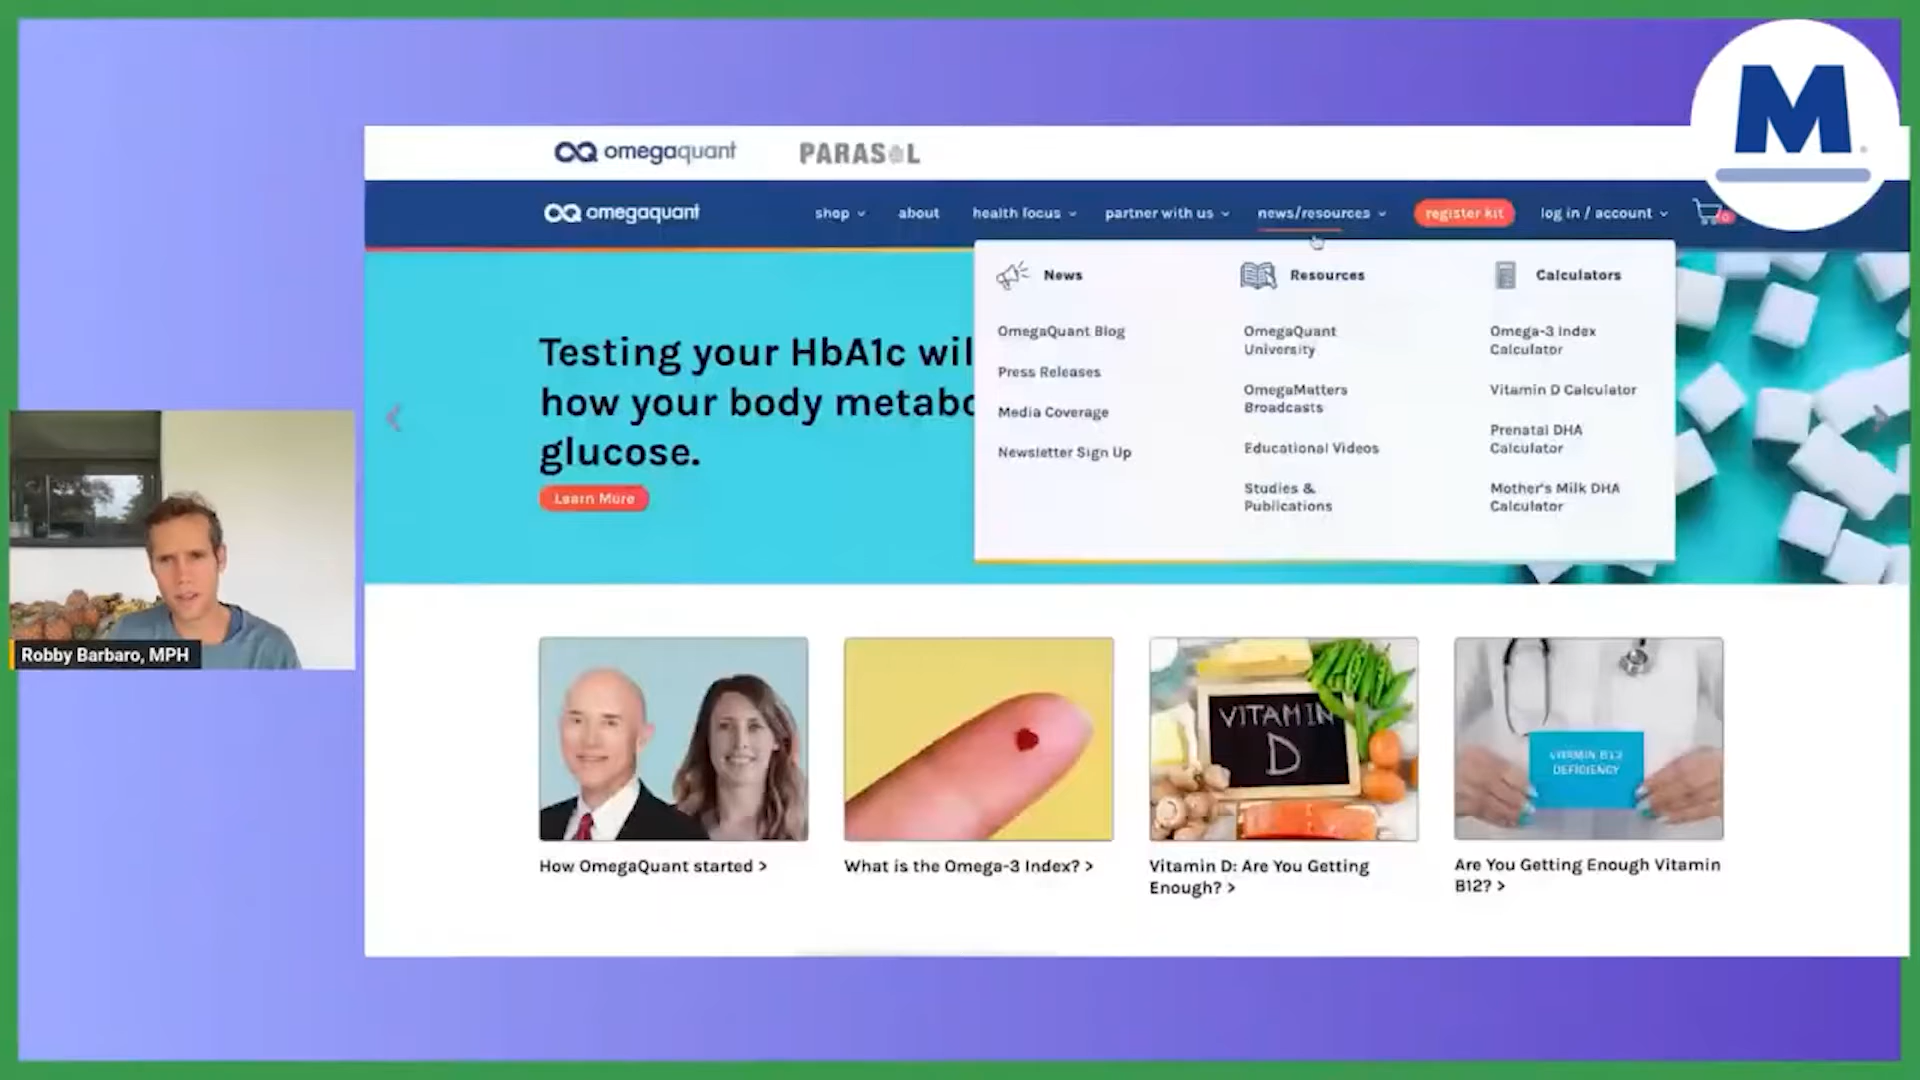 M
omegaquant PARASOL
omegaquant shop about health focus partner with us news/resources register kit log in / account 0
News
OmegaQuant Blog
Press Releases
Media Coverage
Newsletter Sign Up
Resources
OmegaQuant
University
OmegaMatters
Broadcasts
Educational Videos
Studies &
Publications
Calculators
Omega-3 Index
Calculator
Vitamin D Calculator
Prenatal DHA
Calculator
Mother's Milk DHA
Calculator
Testing your HbA1c wil
how your body metabo
glucose.
Learn More
Robby Barbaro, MPH
VITAMIN
D
VITAMIN B12
DEFICIENCY
How OmegaQuant started >
What is the Omega-3 Index? >
Vitamin D: Are You Getting
Enough? >
Are You Getting Enough Vitamin
B12? >